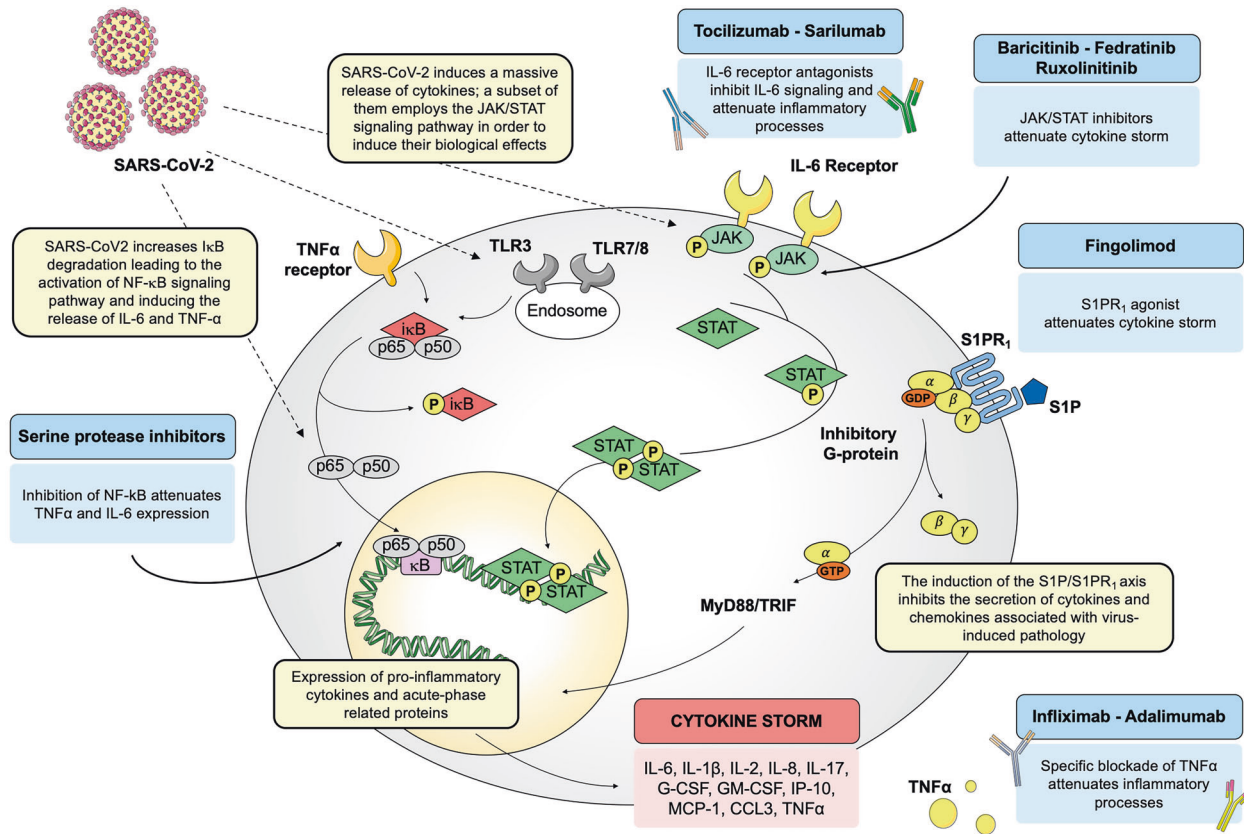 SARS-CoV-2
SARS-CoV-2 induces a massive
release of cytokines; a subset of
them employs the JAK/STAT
signaling pathway in order to
induce their biological effects
Tocilizumab - Sarilumab
IL-6 receptor antagonists
inhibit IL-6 signaling and
attenuate inflammatory
processes
Baricitinib - Fedratinib
Ruxolinitinib
JAK/STAT inhibitors
attenuate cytokine storm
IL-6 Receptor
SARS-CoV2 increases IκB
degradation leading to the
activation of NF-κB signaling
pathway and inducing the
release of IL-6 and TNF-α
TNFα
receptor
TLR3
TLR7/8
Endosome
P
JAK
P
JAK
Fingolimod
S1PR₁ agonist
attenuates cytokine storm
iκB
p65
p50
P
iκB
STAT
STAT
P
S1PR₁
α
GDP
β
γ
S1P
Inhibitory
G-protein
Serine protease inhibitors
Inhibition of NF-kB attenuates
TNFα and IL-6 expression
p65
p50
STAT
P
P
STAT
β
γ
p65
p50
κB
STAT
P
P
STAT
α
GTP
MyD88/TRIF
The induction of the S1P/S1PR₁ axis
inhibits the secretion of cytokines and
chemokines associated with virus-
induced pathology
Expression of pro-inflammatory
cytokines and acute-phase
related proteins
CYTOKINE STORM
IL-6, IL-1β, IL-2, IL-8, IL-17,
G-CSF, GM-CSF, IP-10,
MCP-1, CCL3, TNFα
TNFα
Infliximab - Adalimumab
Specific blockade of TNFα
attenuates inflammatory
processes